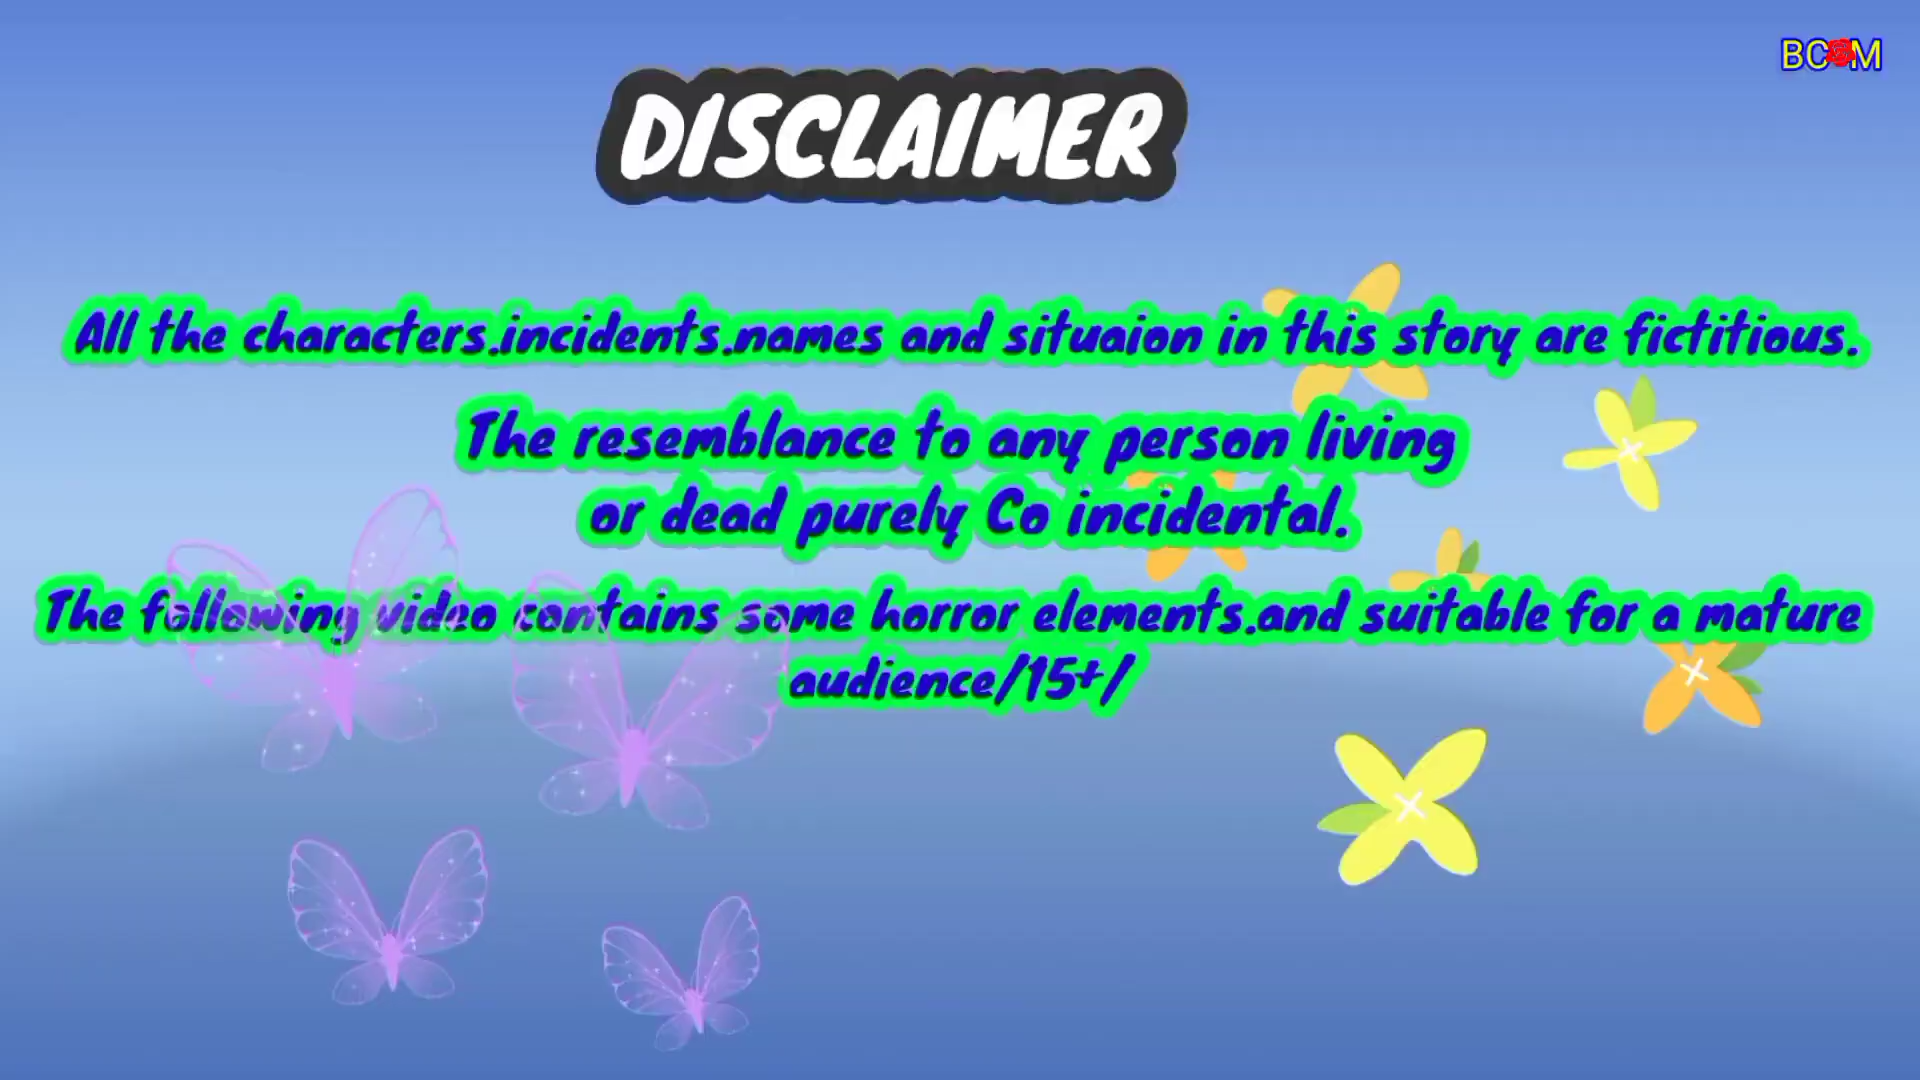 BCOM
DISCLAIMER
All the characters.incidents.names and situaion in this story are fictitious.
The resemblance to any person living
or dead purely Co incidental.
The following video contains some horror elements.and suitable for a mature
audience/15+/